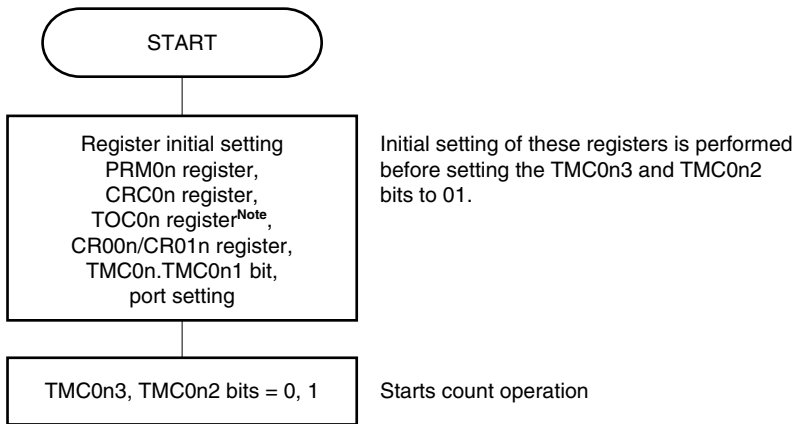 START
Register initial setting
PRM0n register,
CRC0n register,
TOC0n registerNote,
CR00n/CR01n register,
TMC0n.TMC0n1 bit,
port setting
Initial setting of these registers is performed
before setting the TMC0n3 and TMC0n2
bits to 01.
TMC0n3, TMC0n2 bits = 0, 1
Starts count operation